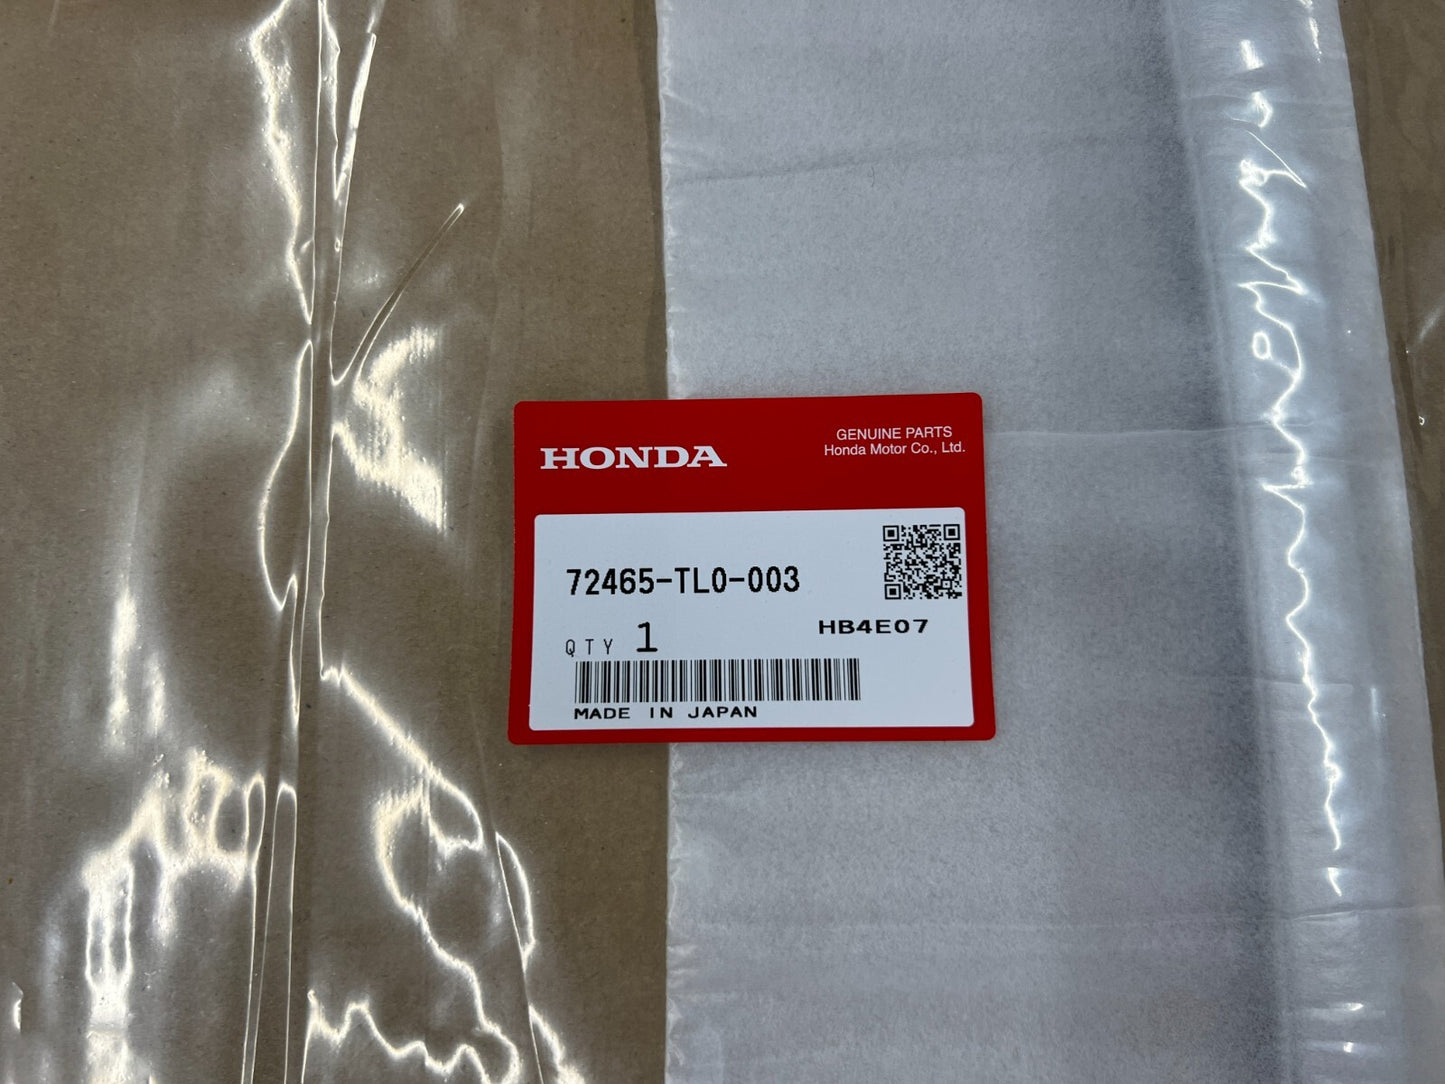 HONDA
GENUINE PARTS
Honda Motor Co., Ltd.
72465-TL0-003
QTY 1
HB4E07
MADE IN JAPAN